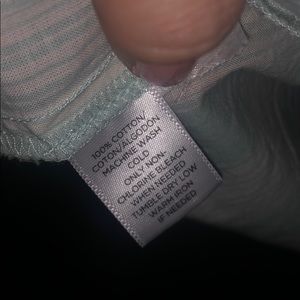 100% COTTON/
COTON/ALGODÓN
MACHINE WASH
COLD
ONLY NON-
CHLORINE BLEACH
WHEN NEEDED
TUMBLE DRY LOW
WARM IRON
IF NEEDED